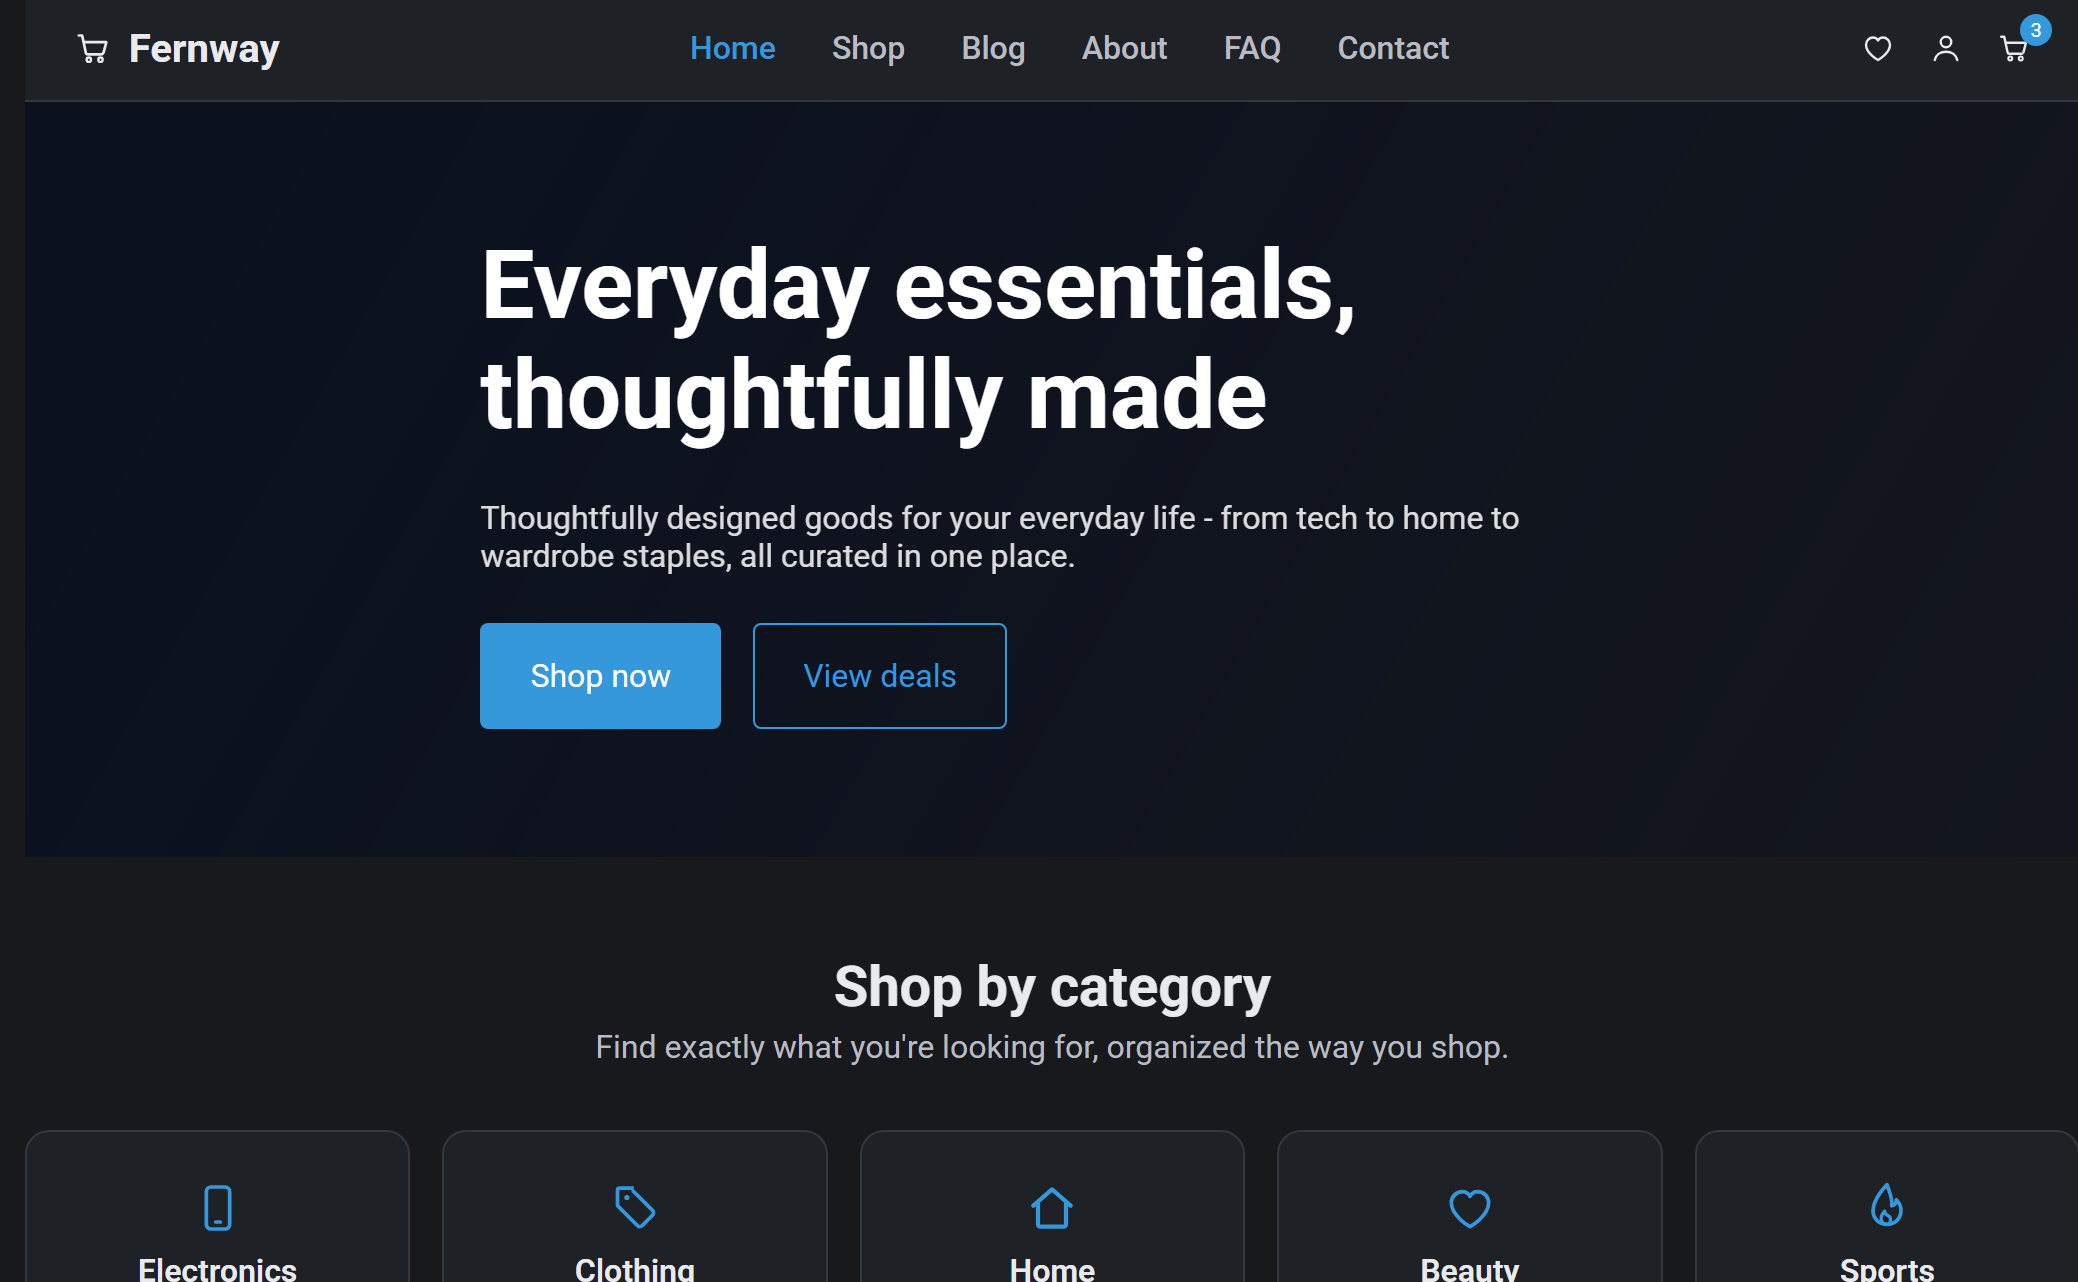 Fernway
Home Shop Blog About FAQ Contact
3
Everyday essentials,
thoughtfully made
Thoughtfully designed goods for your everyday life - from tech to home to
wardrobe staples, all curated in one place.
Shop now View deals
Shop by category
Find exactly what you're looking for, organized the way you shop.
Electronics Clothing Home Beauty Sports